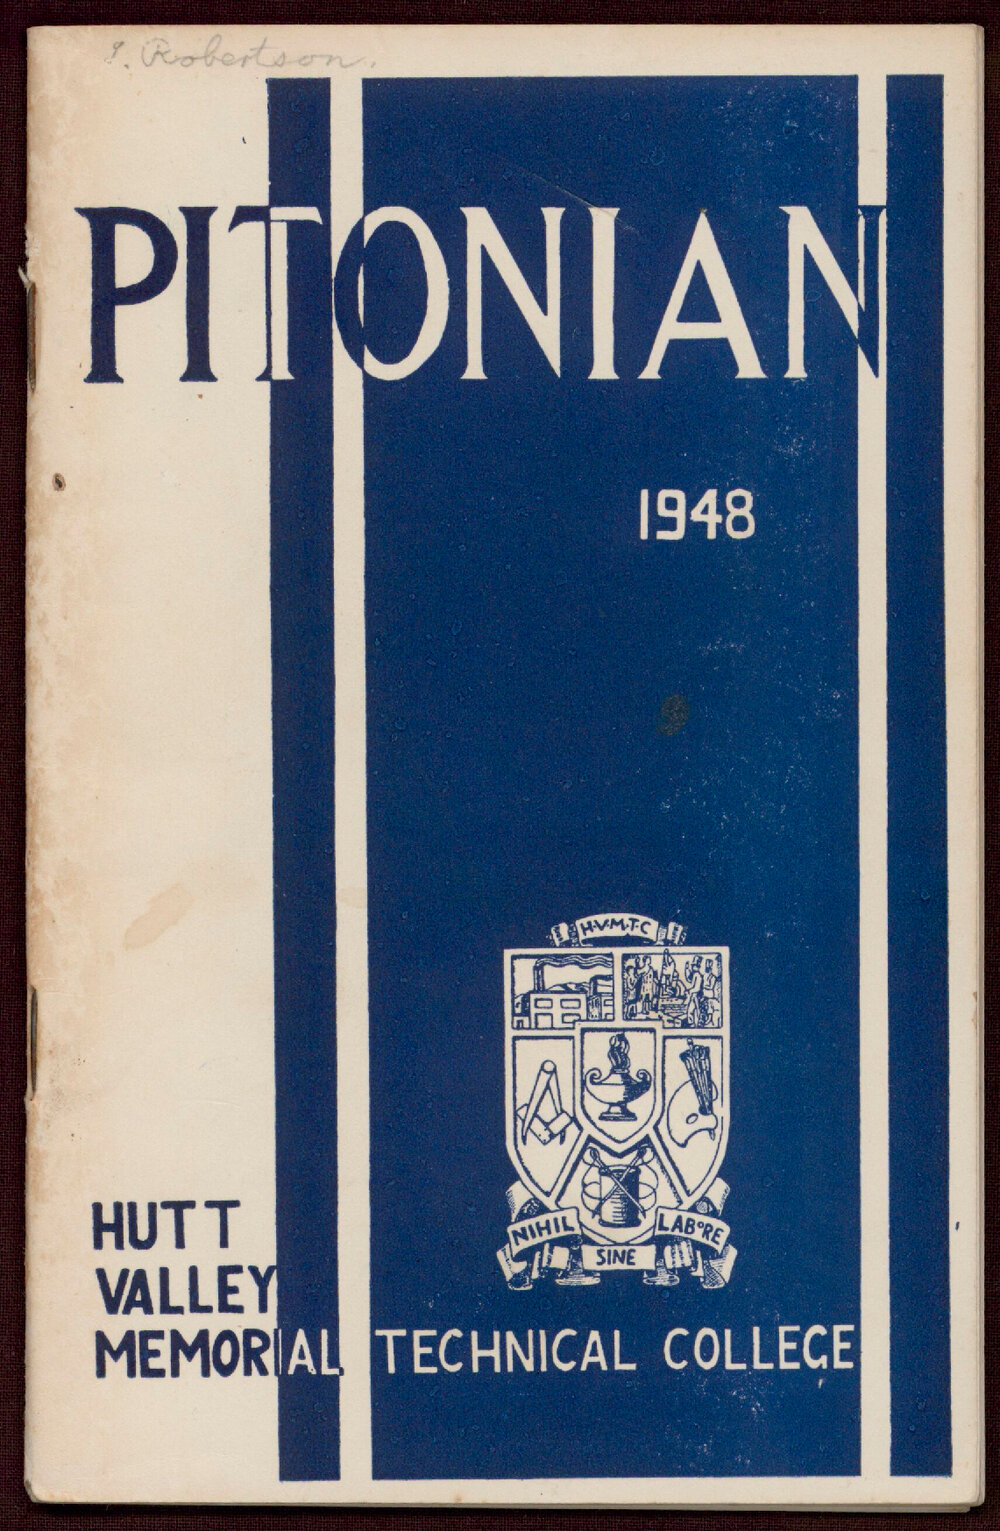 I. Robertson.
PITONIAN
1948
H.V.M.T.C
NIHIL SINE LABORE
HUTT
VALLEY
MEMORIAL TECHNICAL COLLEGE